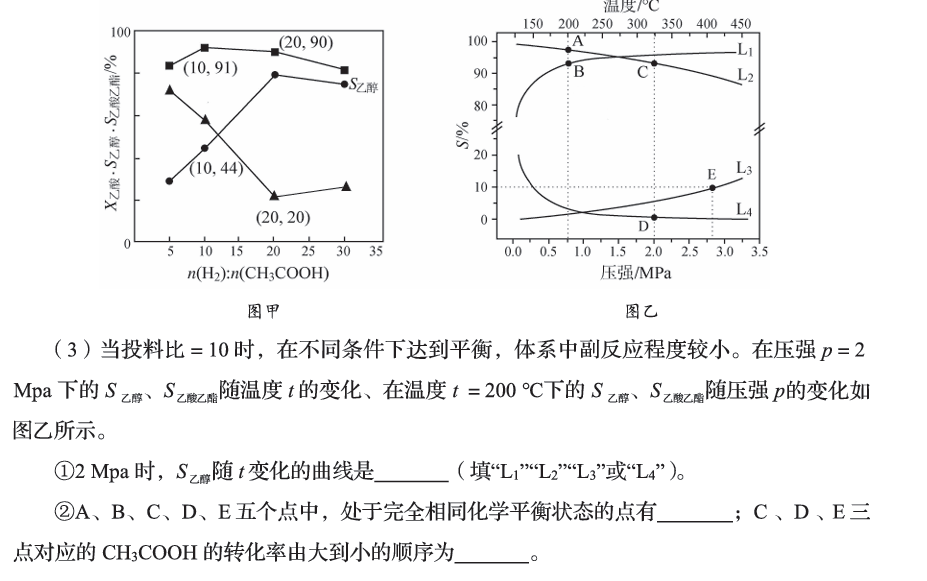 温度/℃
150 200 250 300 350 400 450
100
X乙酸·S乙醇·S乙酸乙酯/%
(10, 91)
(20, 90)
S乙醇
(10, 44)
(20, 20)
0
5 10 15 20 25 30 35
n(H₂):n(CH₃COOH)
图甲
100
90
80
20
10
0
S/%
A
B
C
D
E
L₁
L₂
L₃
L₄
0.0 0.5 1.0 1.5 2.0 2.5 3.0 3.5
压强/MPa
图乙
（3）当投料比 = 10 时，在不同条件下达到平衡，体系中副反应程度较小。在压强 p = 2
Mpa 下的 S 乙醇、S乙酸乙酯随温度 t 的变化、在温度 t = 200 ℃下的 S 乙醇、S乙酸乙酯随压强 p的变化如
图乙所示。
①2 Mpa 时，S乙醇随 t 变化的曲线是_______（填“L₁”“L₂”“L₃”或“L₄”）。
②A、B、C、D、E 五个点中，处于完全相同化学平衡状态的点有_______；C 、D 、E 三
点对应的 CH₃COOH 的转化率由大到小的顺序为_______。